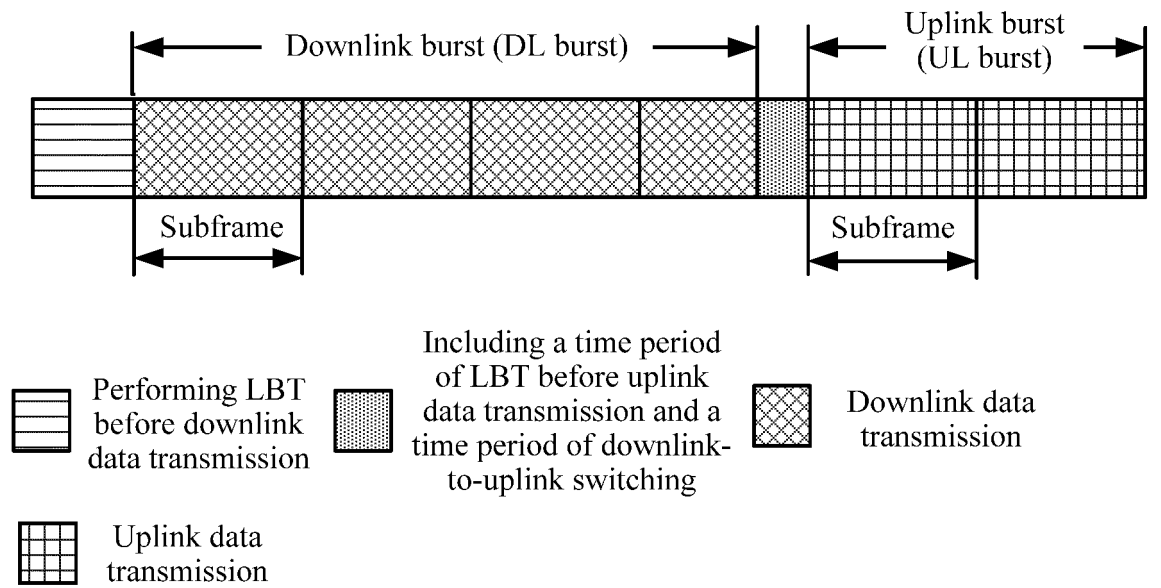 Downlink burst (DL burst)
Uplink burst
(UL burst)
Subframe
Subframe
Performing LBT
before downlink
data transmission
Including a time period
of LBT before uplink
data transmission and a
time period of downlink-
to-uplink switching
Downlink data
transmission
Uplink data
transmission